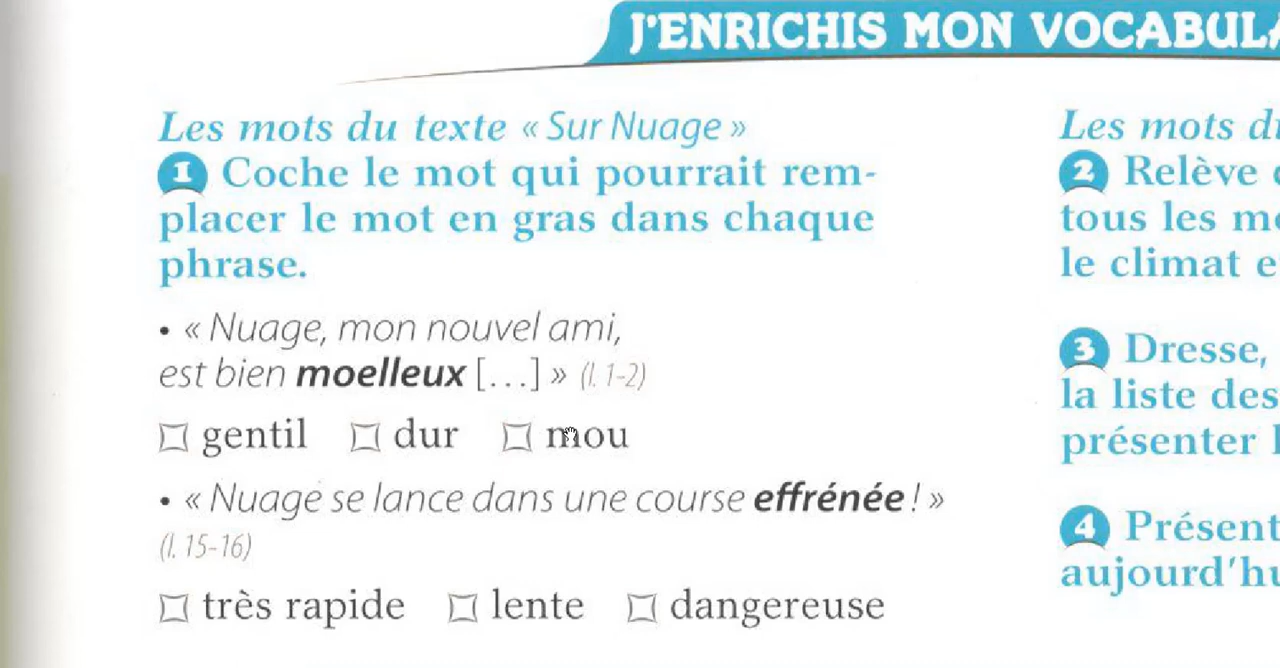 J'ENRICHIS MON VOCABULA
Les mots du texte « Sur Nuage »
1 Coche le mot qui pourrait rem-
placer le mot en gras dans chaque
phrase.
• « Nuage, mon nouvel ami,
est bien moelleux [...] » (l. 1-2)
gentil dur mou
• « Nuage se lance dans une course effrénée ! »
(l. 15-16)
très rapide lente dangereuse
Les mots
2 Relève
tous les
le climat
3 Dresse,
la liste des
présenter
4 Présent
aujourd'hu